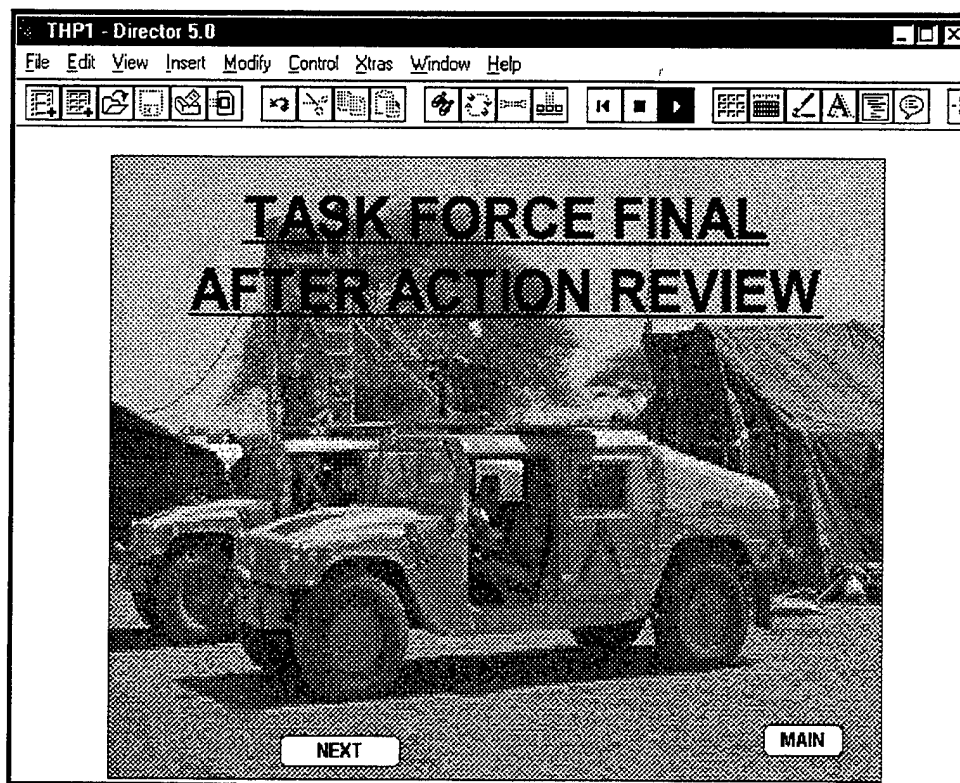 THP1 - Director 5.0
File Edit View Insert Modify Control Xtras Window Help
TASK FORCE FINAL
AFTER ACTION REVIEW
NEXT
MAIN